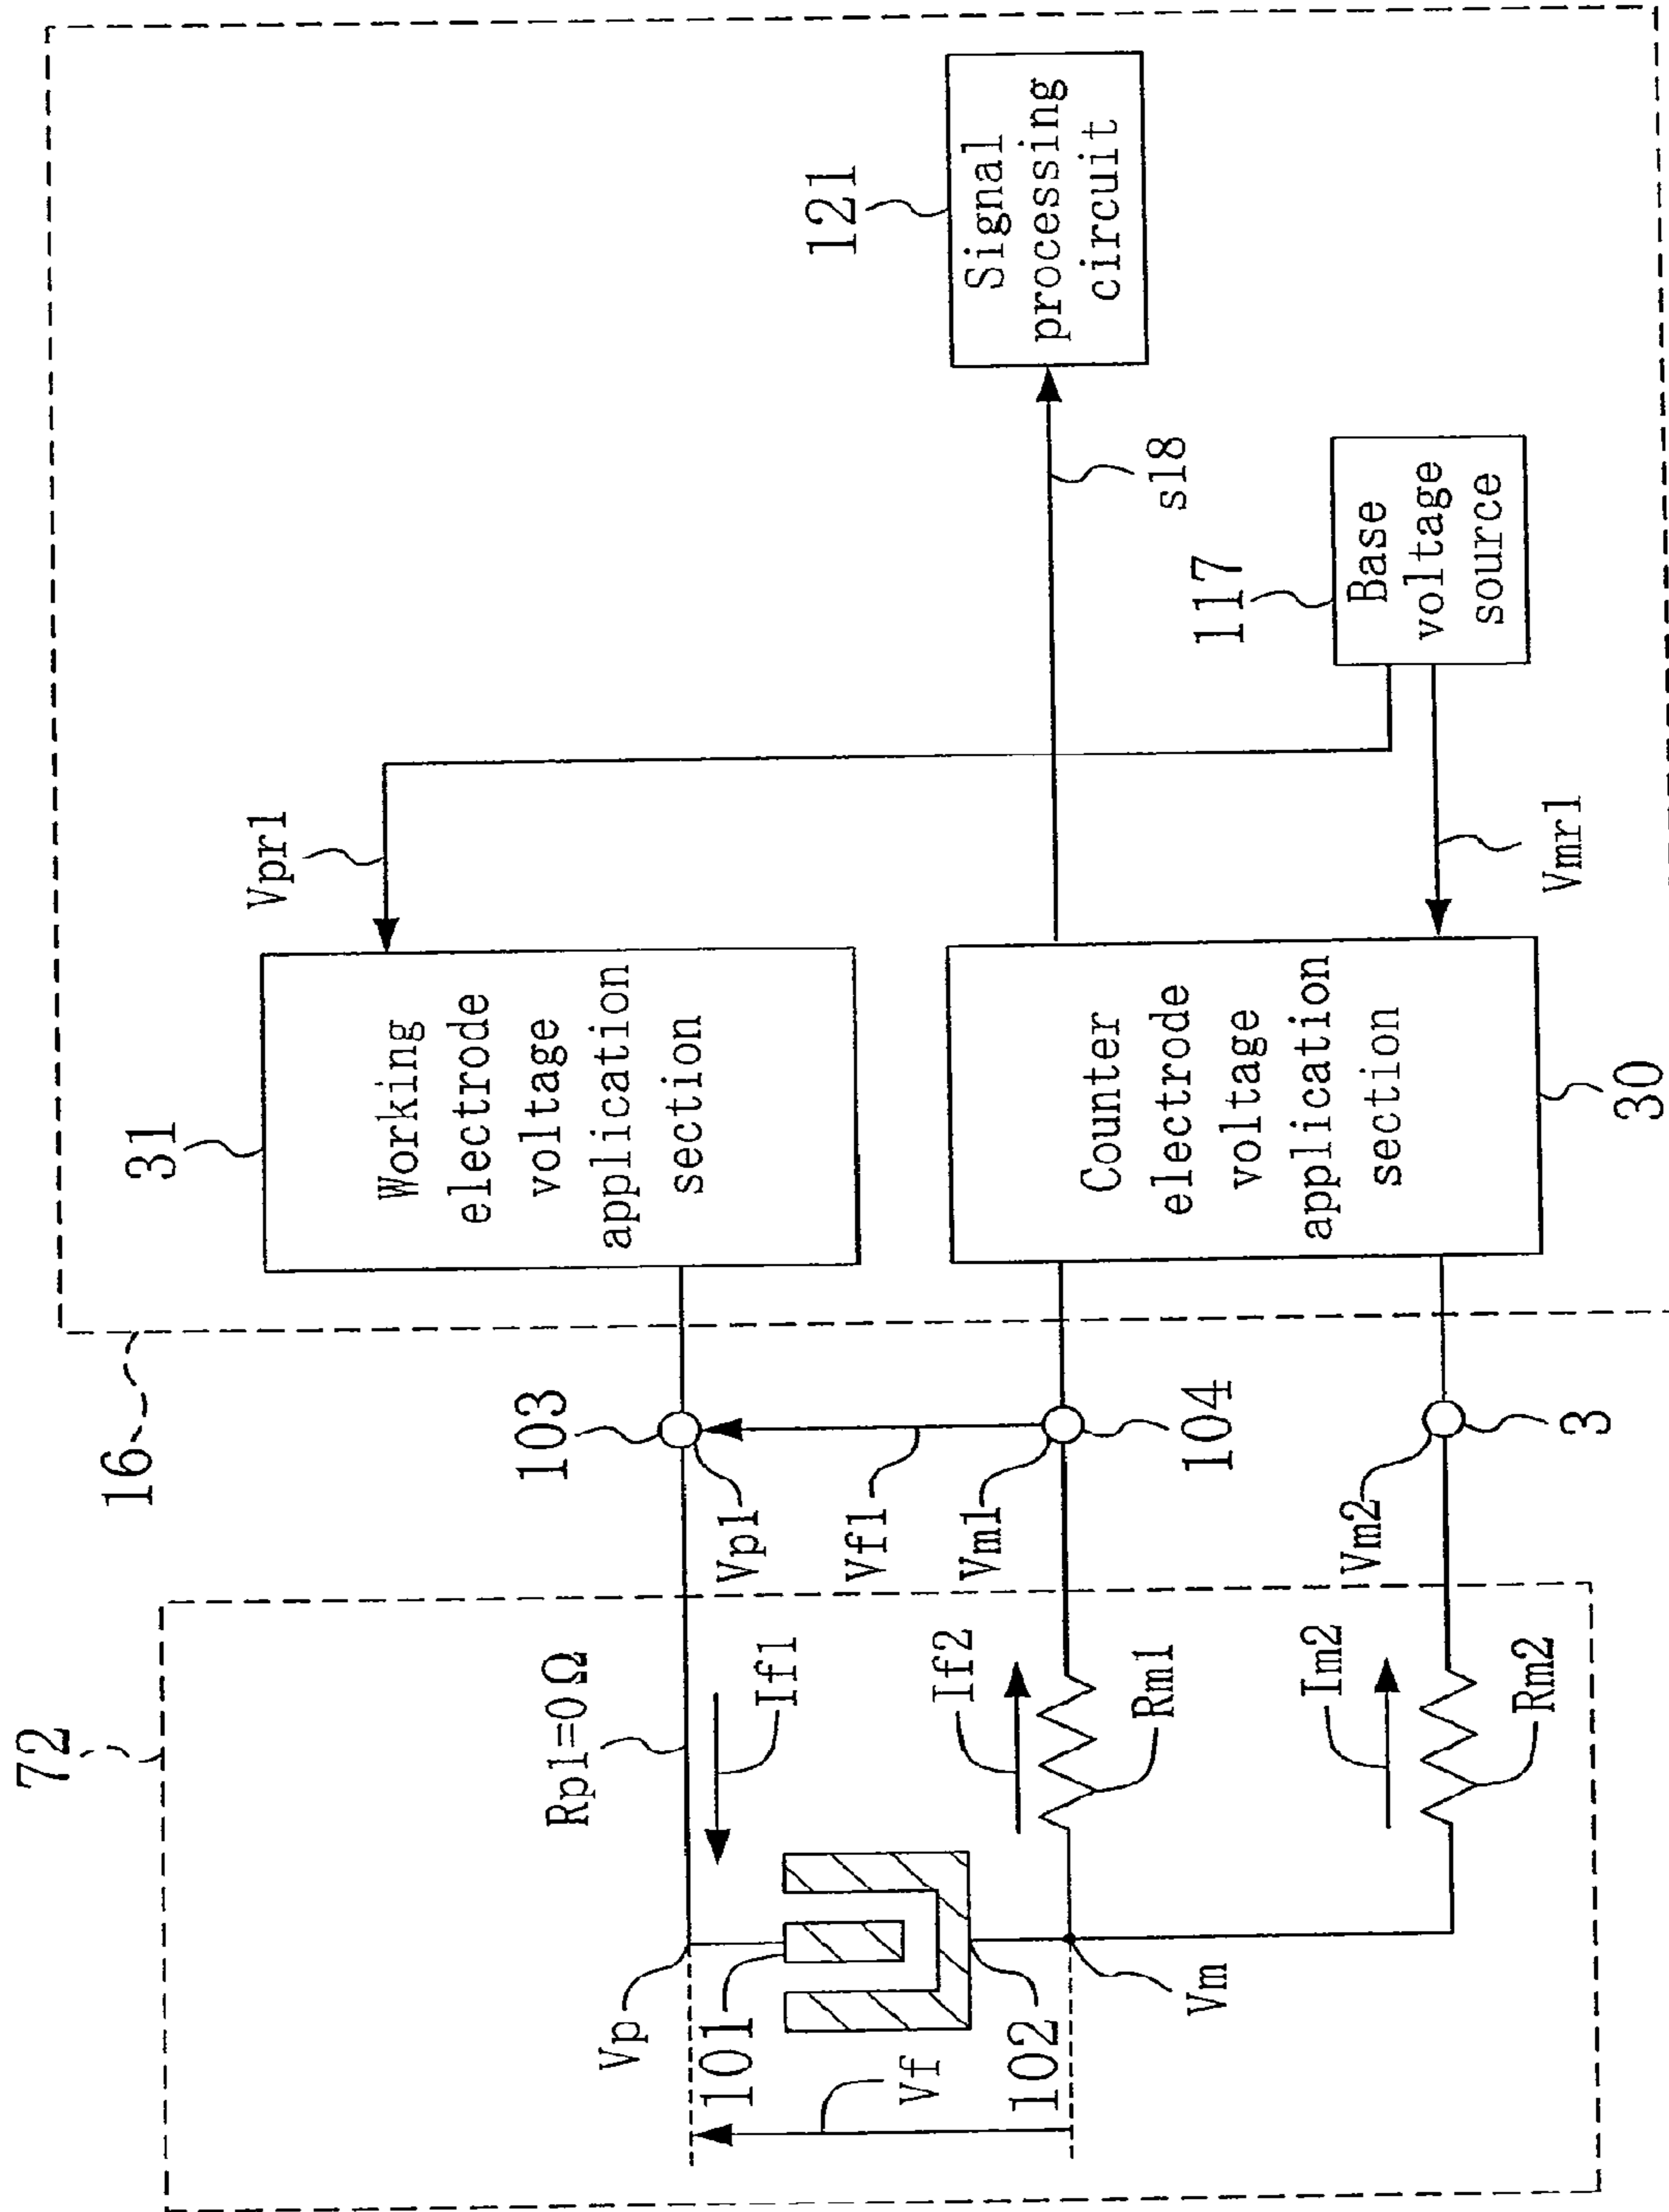 72
16
31
Working
electrode
voltage
application
section
Vpr1
121
Signal
processing
circuit
s18
117
Base
voltage
source
Vmr1
Counter
electrode
voltage
application
section
30
103
Vp1
Vf1
Vm1
104
Vm2
3
Rp1=0Ω
If1
If2
Rm1
Im2
Rm2
Vp
101
Vf
102
Vm